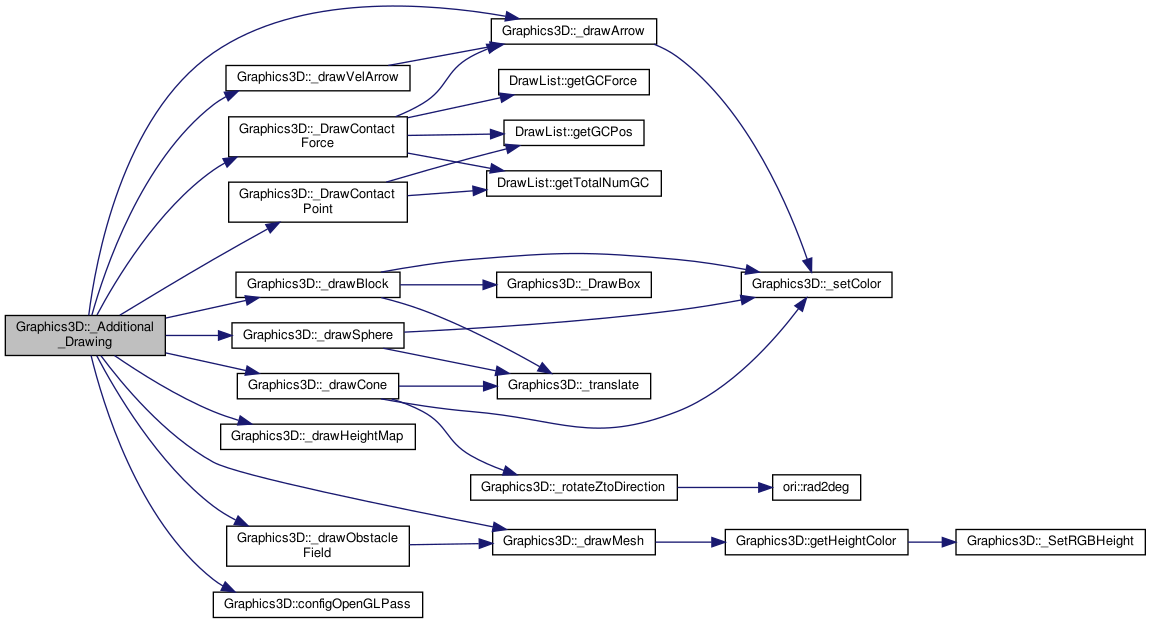 Graphics3D::_Additional
_Drawing
Graphics3D::_drawArrow
Graphics3D::_drawVelArrow
Graphics3D::_DrawContact
Force
Graphics3D::_DrawContact
Point
DrawList::getGCForce
DrawList::getGCPos
DrawList::getTotalNumGC
Graphics3D::_drawBlock
Graphics3D::_DrawBox
Graphics3D::_setColor
Graphics3D::_drawSphere
Graphics3D::_drawCone
Graphics3D::_translate
Graphics3D::_drawHeightMap
Graphics3D::_rotateZtoDirection
ori::rad2deg
Graphics3D::_drawObstacle
Field
Graphics3D::_drawMesh
Graphics3D::getHeightColor
Graphics3D::_SetRGBHeight
Graphics3D::configOpenGLPass